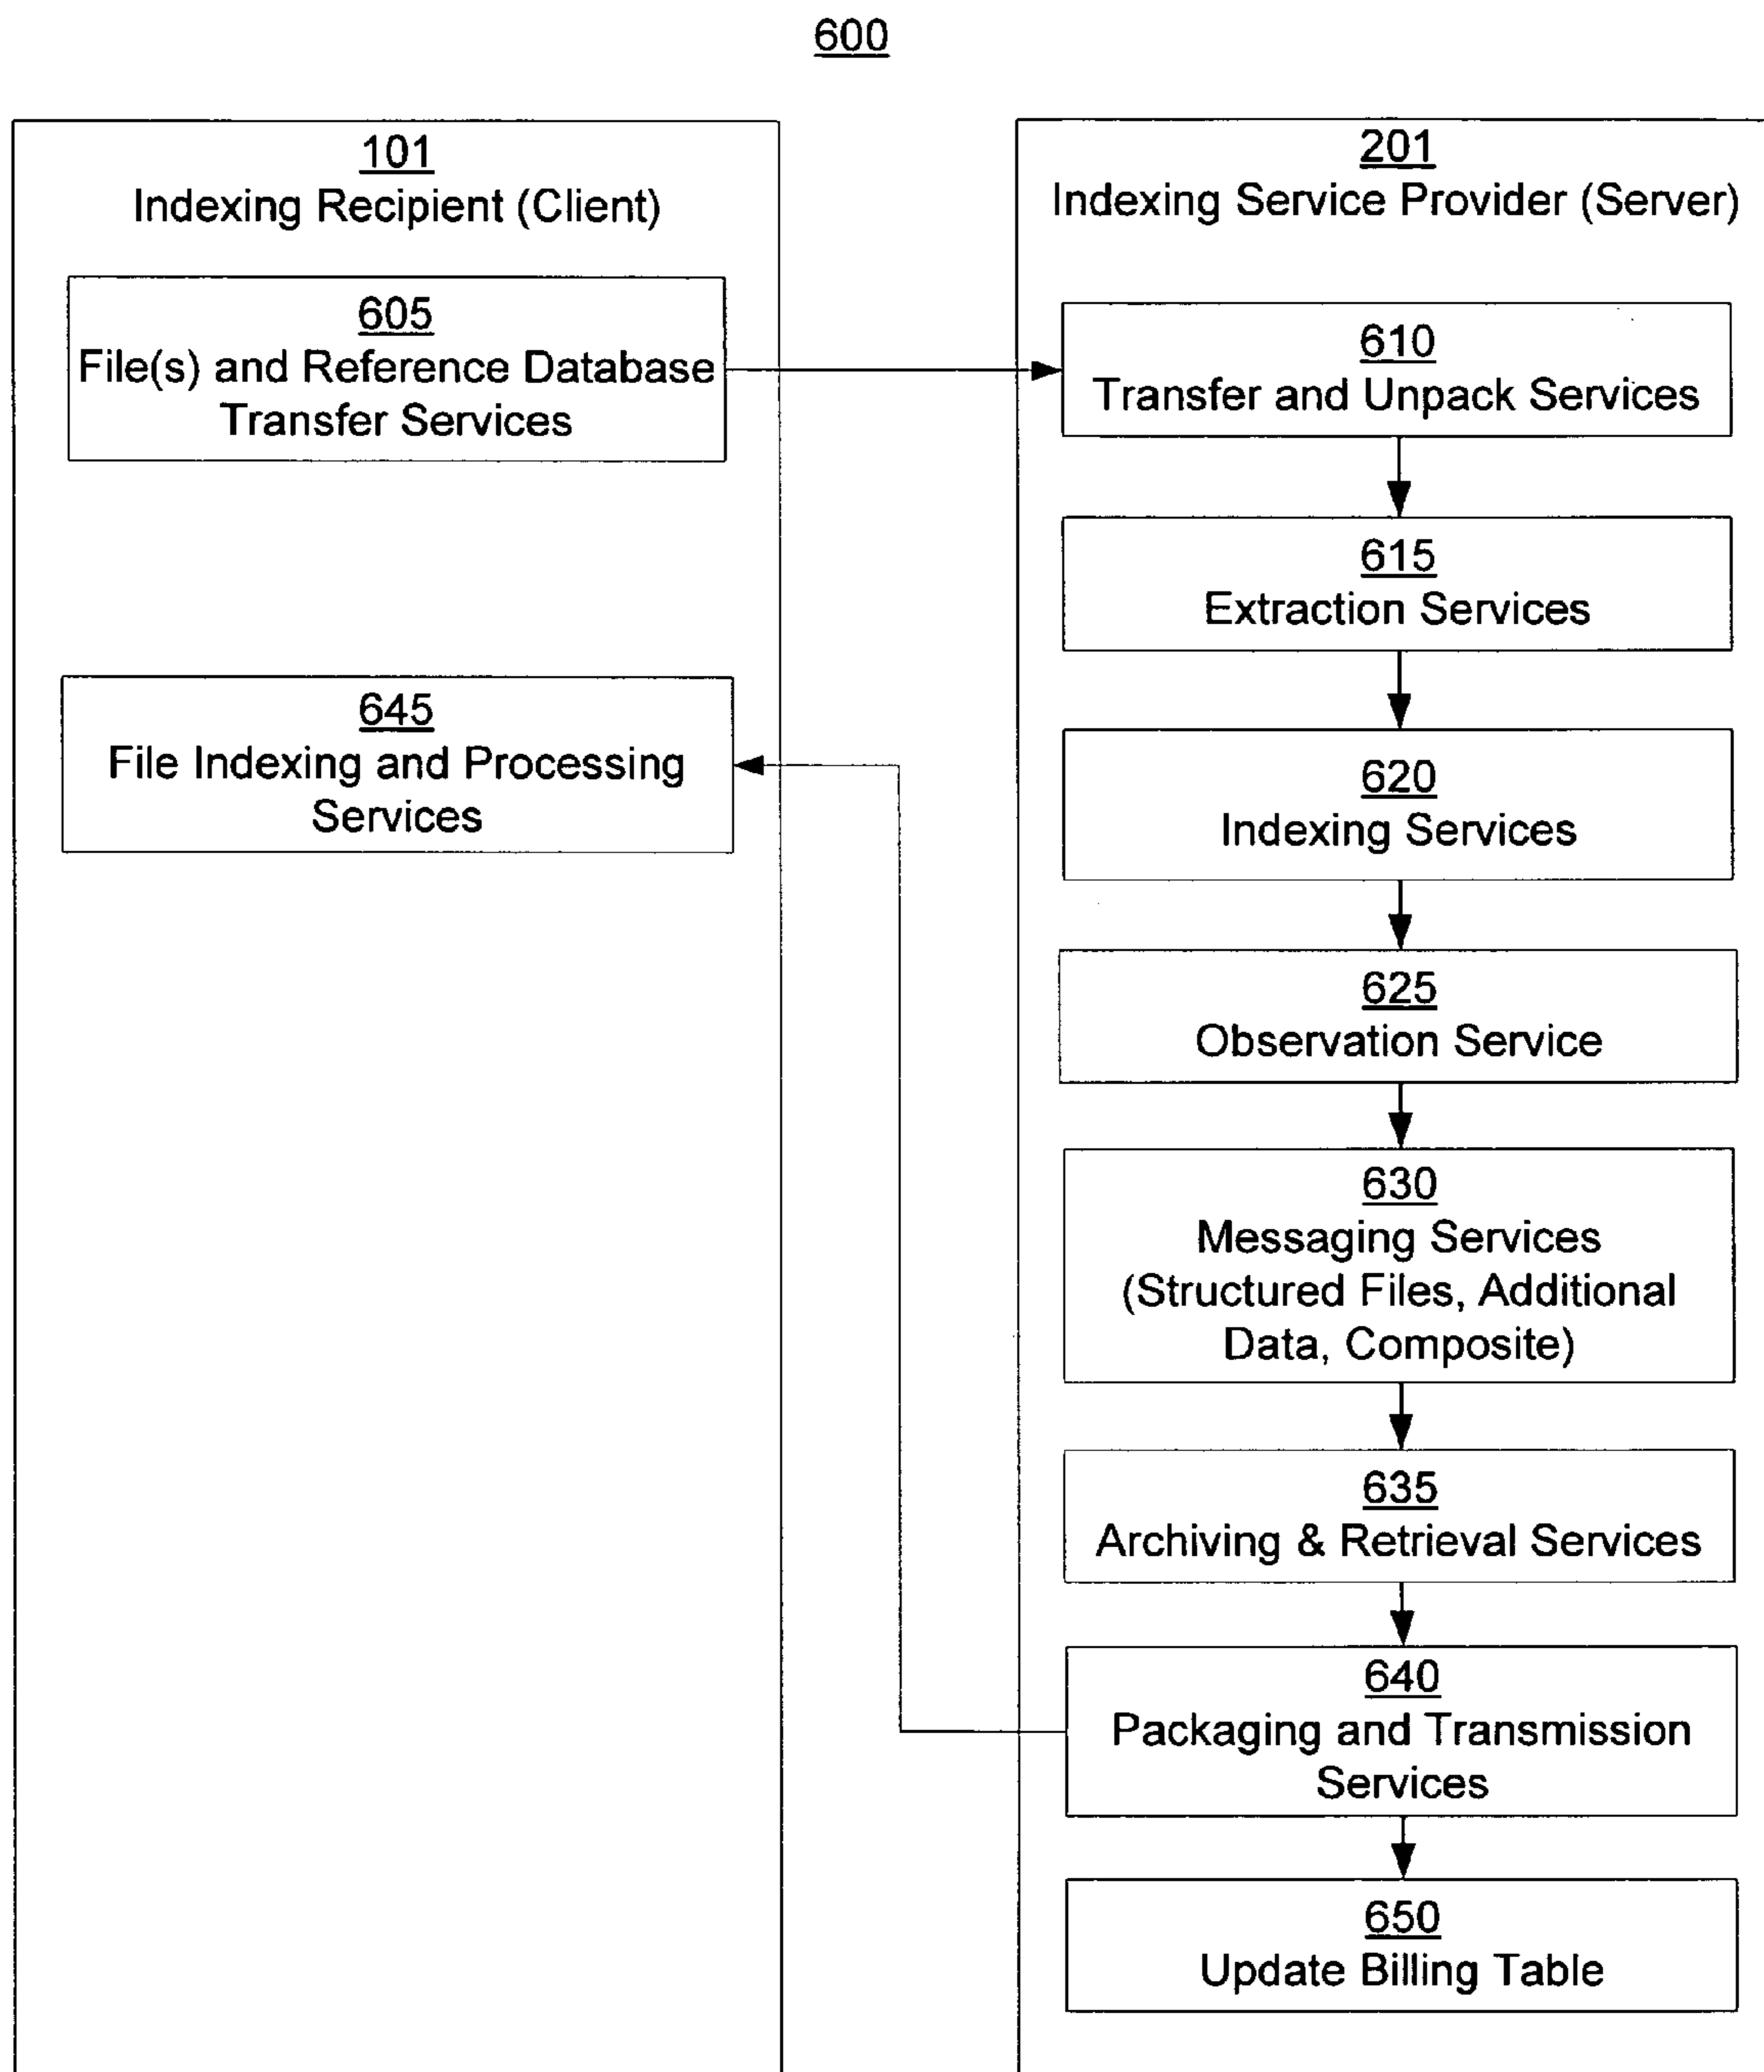 600
101
Indexing Recipient (Client)
605
File(s) and Reference Database
Transfer Services
645
File Indexing and Processing
Services
201
Indexing Service Provider (Server)
610
Transfer and Unpack Services
615
Extraction Services
620
Indexing Services
625
Observation Service
630
Messaging Services
(Structured Files, Additional
Data, Composite)
635
Archiving & Retrieval Services
640
Packaging and Transmission
Services
650
Update Billing Table